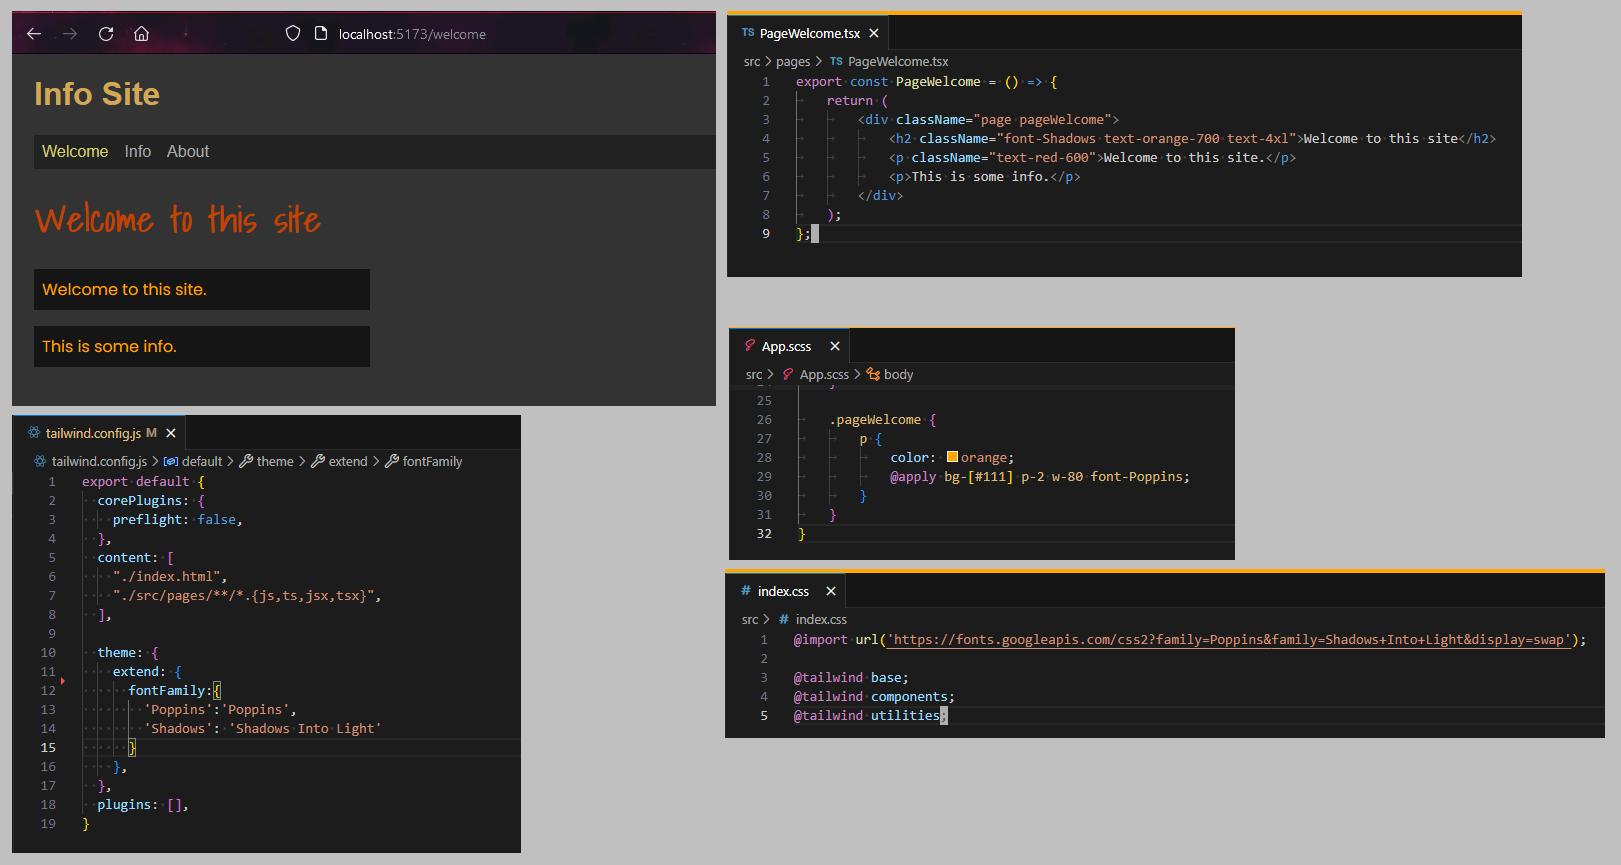 localhost:5173/welcome
Info Site
Welcome Info About
Welcome to this site
Welcome to this site.
This is some info.
TS PageWelcome.tsx
src > pages > TS PageWelcome.tsx
1 export const PageWelcome = () => {
2 return (
3 <div className="page pageWelcome">
4 <h2 className="font-Shadows text-orange-700 text-4xl">Welcome to this site</h2>
5 <p className="text-red-600">Welcome to this site.</p>
6 <p>This is some info.</p>
7 </div>
8 );
9 };
App.scss
src > App.scss > body
25
26 .pageWelcome {
27 p {
28 color: orange;
29 @apply bg-[#111] p-2 w-80 font-Poppins;
30 }
31 }
32 }
tailwind.config.js M
tailwind.config.js > default > theme > extend > fontFamily
1 export default {
2 corePlugins: {
3 preflight: false,
4 },
5 content: [
6 "./index.html",
7 "./src/pages/**/*.{js,ts,jsx,tsx}",
8 ],
9
10 theme: {
11 extend: {
12 fontFamily:{
13 'Poppins':'Poppins',
14 'Shadows': 'Shadows Into Light'
15 }
16 },
17 },
18 plugins: [],
19 }
# index.css
src > # index.css
1 @import url('https://fonts.googleapis.com/css2?family=Poppins&family=Shadows+Into+Light&display=swap');
2
3 @tailwind base;
4 @tailwind components;
5 @tailwind utilities;